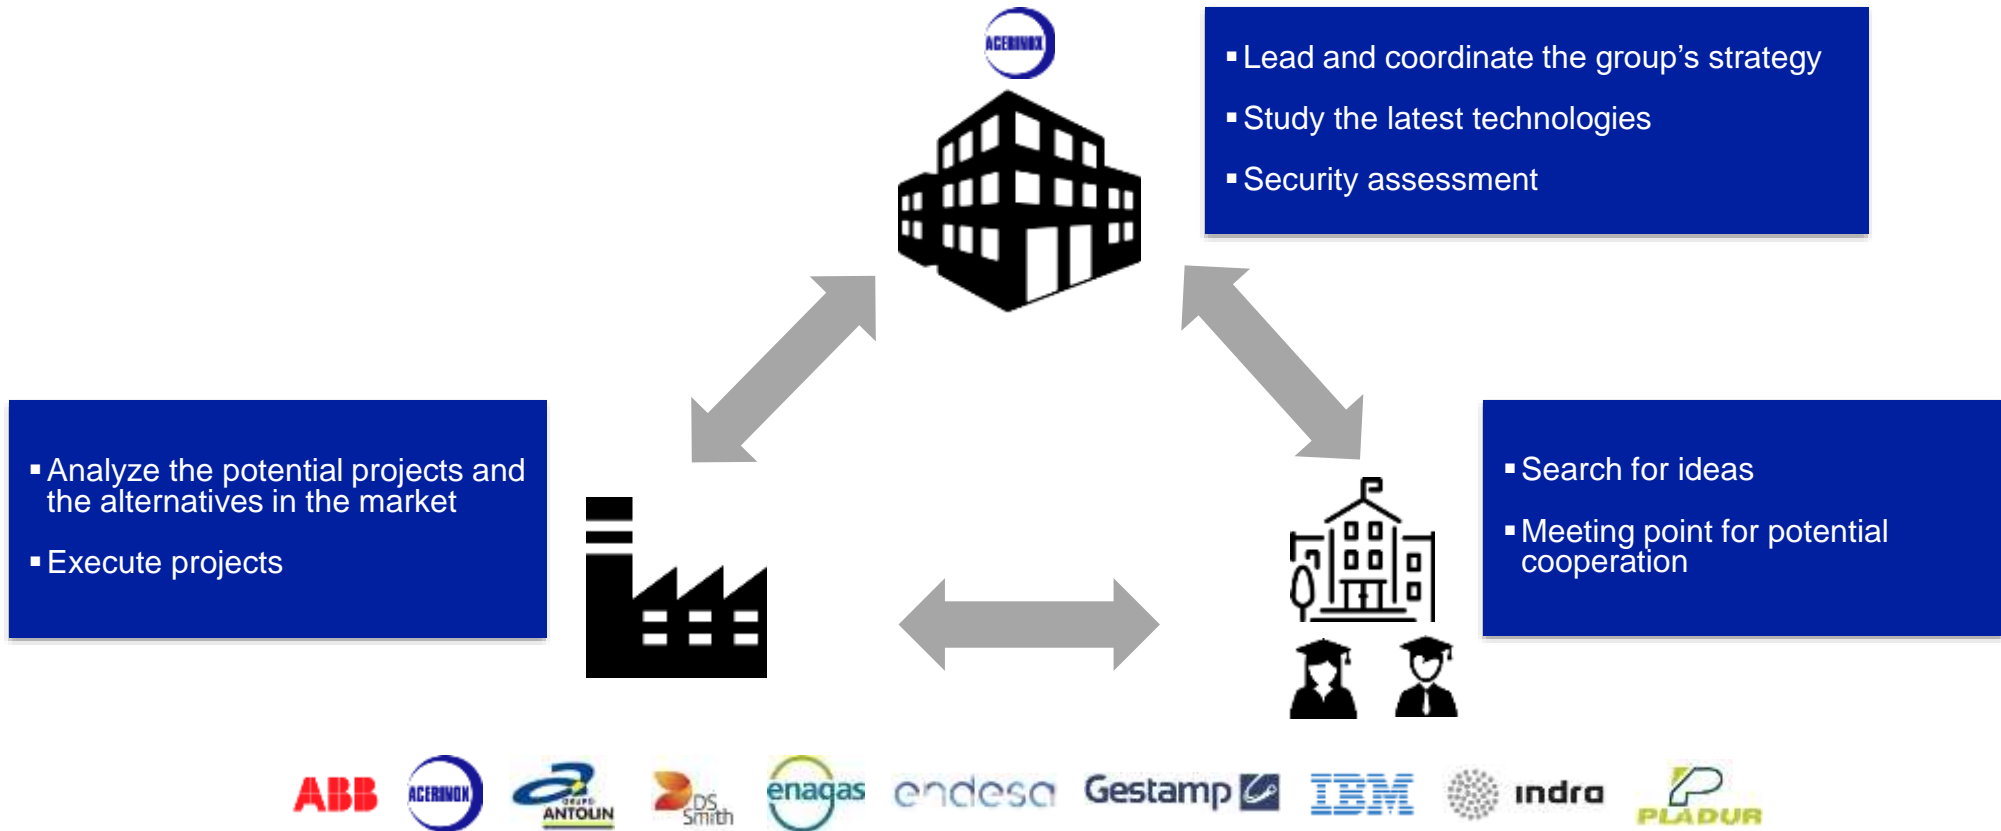 ACERINOX
▪ Lead and coordinate the group’s strategy
▪ Study the latest technologies
▪ Security assessment
▪ Analyze the potential projects and
the alternatives in the market
▪ Execute projects
▪ Search for ideas
▪ Meeting point for potential
cooperation
ABB
ACERINOX
GRUPO
ANTOLIN
DS
Smith
enagas
endesa
Gestamp
IBM
indra
PLADUR